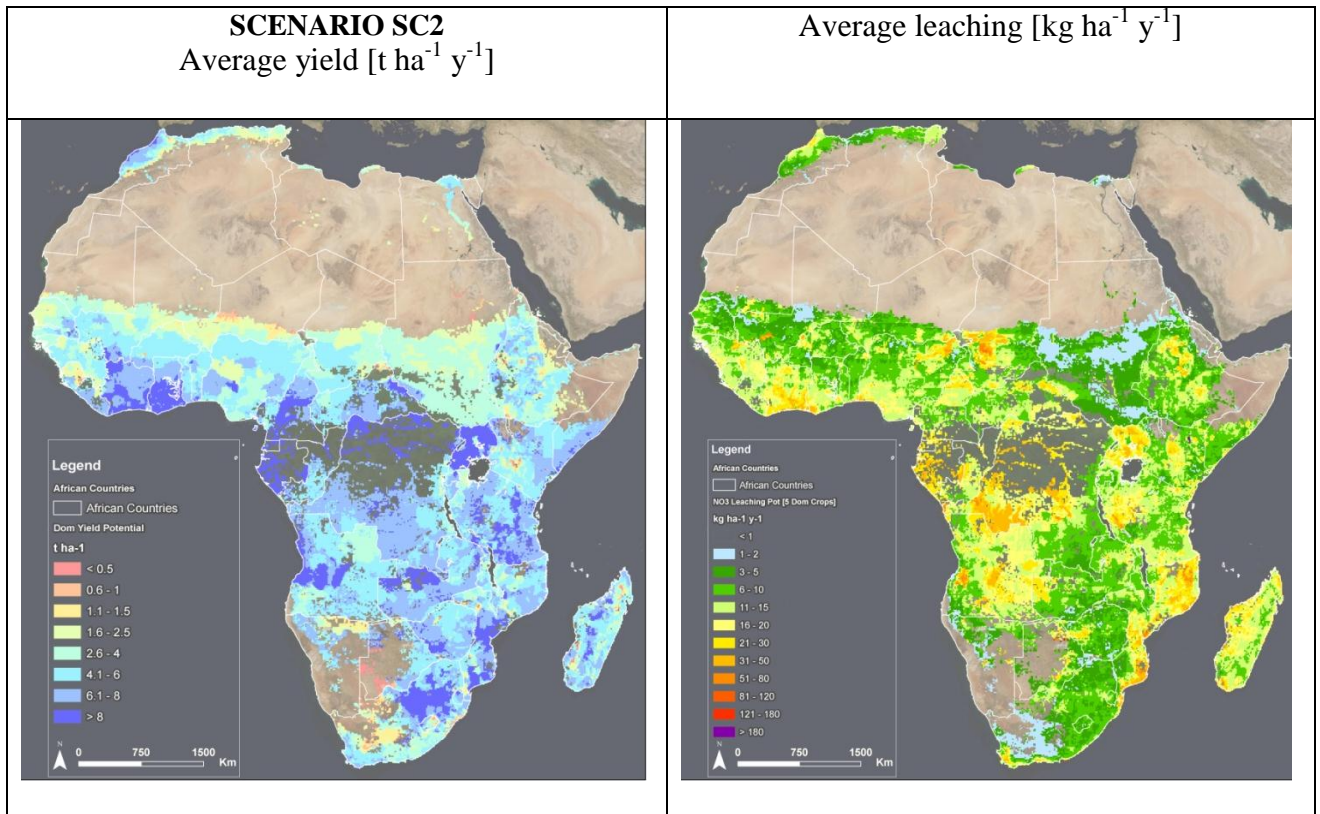 SCENARIO SC2
Average yield [t ha-1 y-1]
Average leaching [kg ha-1 y-1]
Legend
African Countries
African Countries
Dom Yield Potential
t ha-1
< 0.5
0.6 - 1
1.1 - 1.5
1.6 - 2.5
2.6 - 4
4.1 - 6
6.1 - 8
> 8
N
0 750 1500
Km
Legend
African Countries
African Countries
NO3 Leaching Pot [5 Dom Crops]
kg ha-1 y-1
< 1
1 - 2
3 - 5
6 - 10
11 - 15
16 - 20
21 - 30
31 - 50
51 - 80
81 - 120
121 - 180
> 180
N
0 750 1500
Km